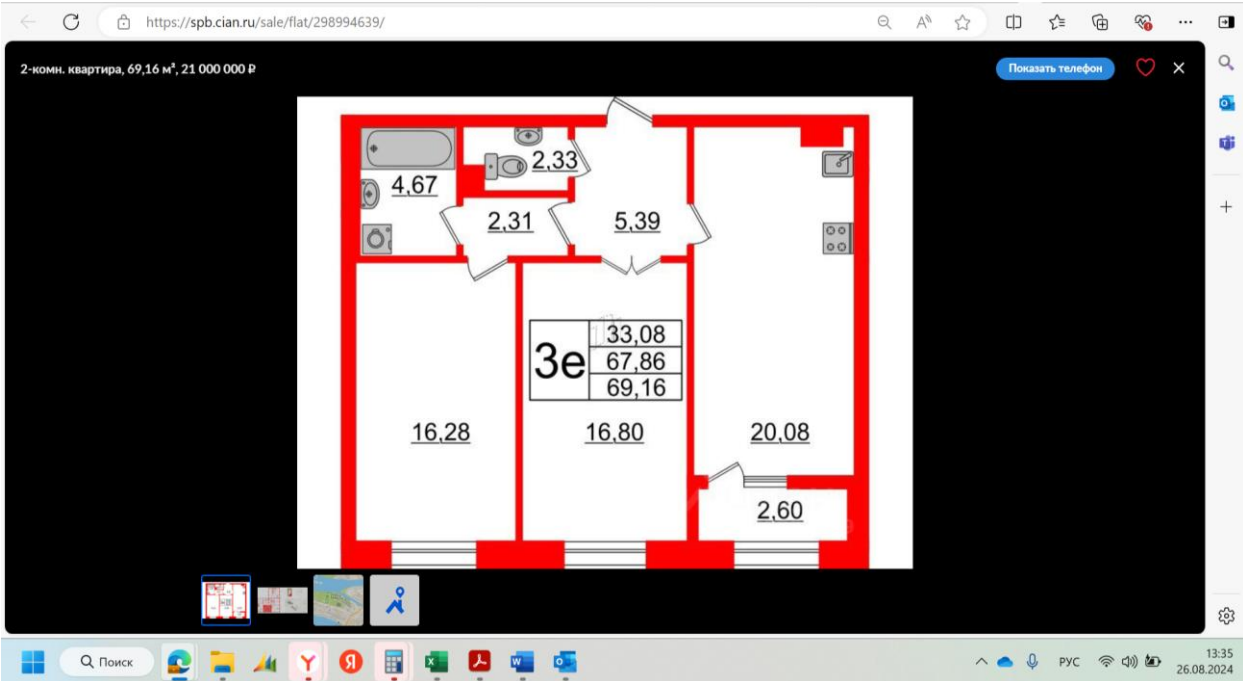 https://spb.cian.ru/sale/flat/298994639/
2-комн. квартира, 69,16 м², 21 000 000 ₽
Показать телефон
2,33
4,67
2,31
5,39
3е
33,08
67,86
69,16
16,28
16,80
20,08
2,60
Поиск
РУС
13:35
26.08.2024